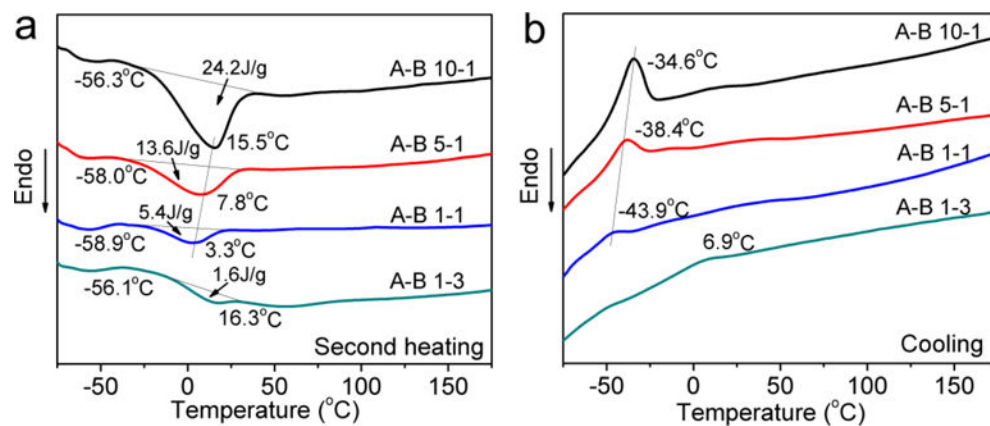 a
A-B 10-1
-56.3°C
24.2J/g
15.5°C
A-B 5-1
13.6J/g
-58.0°C
7.8°C
A-B 1-1
5.4J/g
-58.9°C
3.3°C
A-B 1-3
1.6J/g
-56.1°C
16.3°C
Second heating
Endo
-50 0 50 100 150
Temperature (°C)
b
A-B 10-1
-34.6°C
A-B 5-1
-38.4°C
A-B 1-1
-43.9°C
A-B 1-3
6.9°C
Cooling
Endo
-50 0 50 100 150
Temperature (°C)